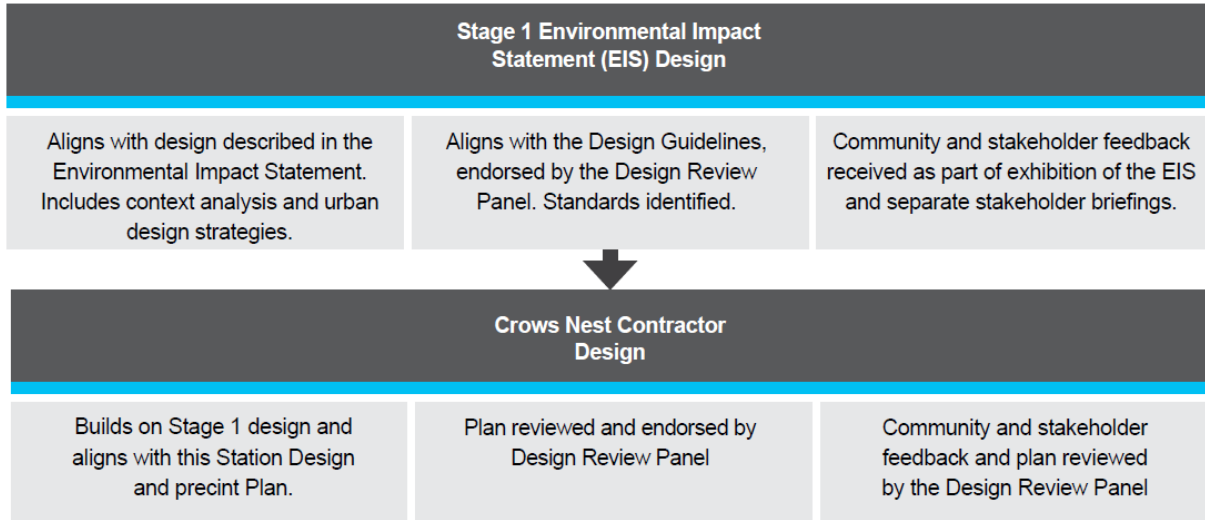 Stage 1 Environmental Impact
Statement (EIS) Design
Aligns with design described in the
Environmental Impact Statement.
Includes context analysis and urban
design strategies.
Aligns with the Design Guidelines,
endorsed by the Design Review
Panel. Standards identified.
Community and stakeholder feedback
received as part of exhibition of the EIS
and separate stakeholder briefings.
Crows Nest Contractor
Design
Builds on Stage 1 design and
aligns with this Station Design
and precint Plan.
Plan reviewed and endorsed by
Design Review Panel
Community and stakeholder
feedback and plan reviewed
by the Design Review Panel